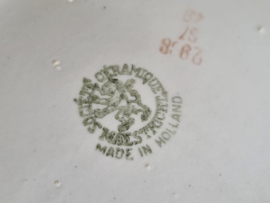 SOCIÉTÉ CÉRAMIQUE
MAESTRICHT
MADE IN HOLLAND